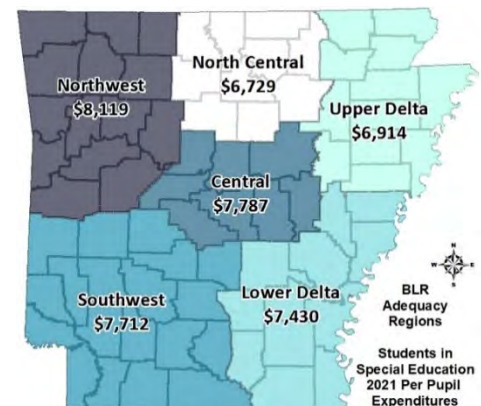 North Central
$6,729
Northwest
$8,119
Upper Delta
$6,914
Central
$7,787
N
W
E
S
Southwest
$7,712
Lower Delta
$7,430
BLR
Adequacy
Regions
Students in
Special Education
2021 Per Pupil
Expenditures